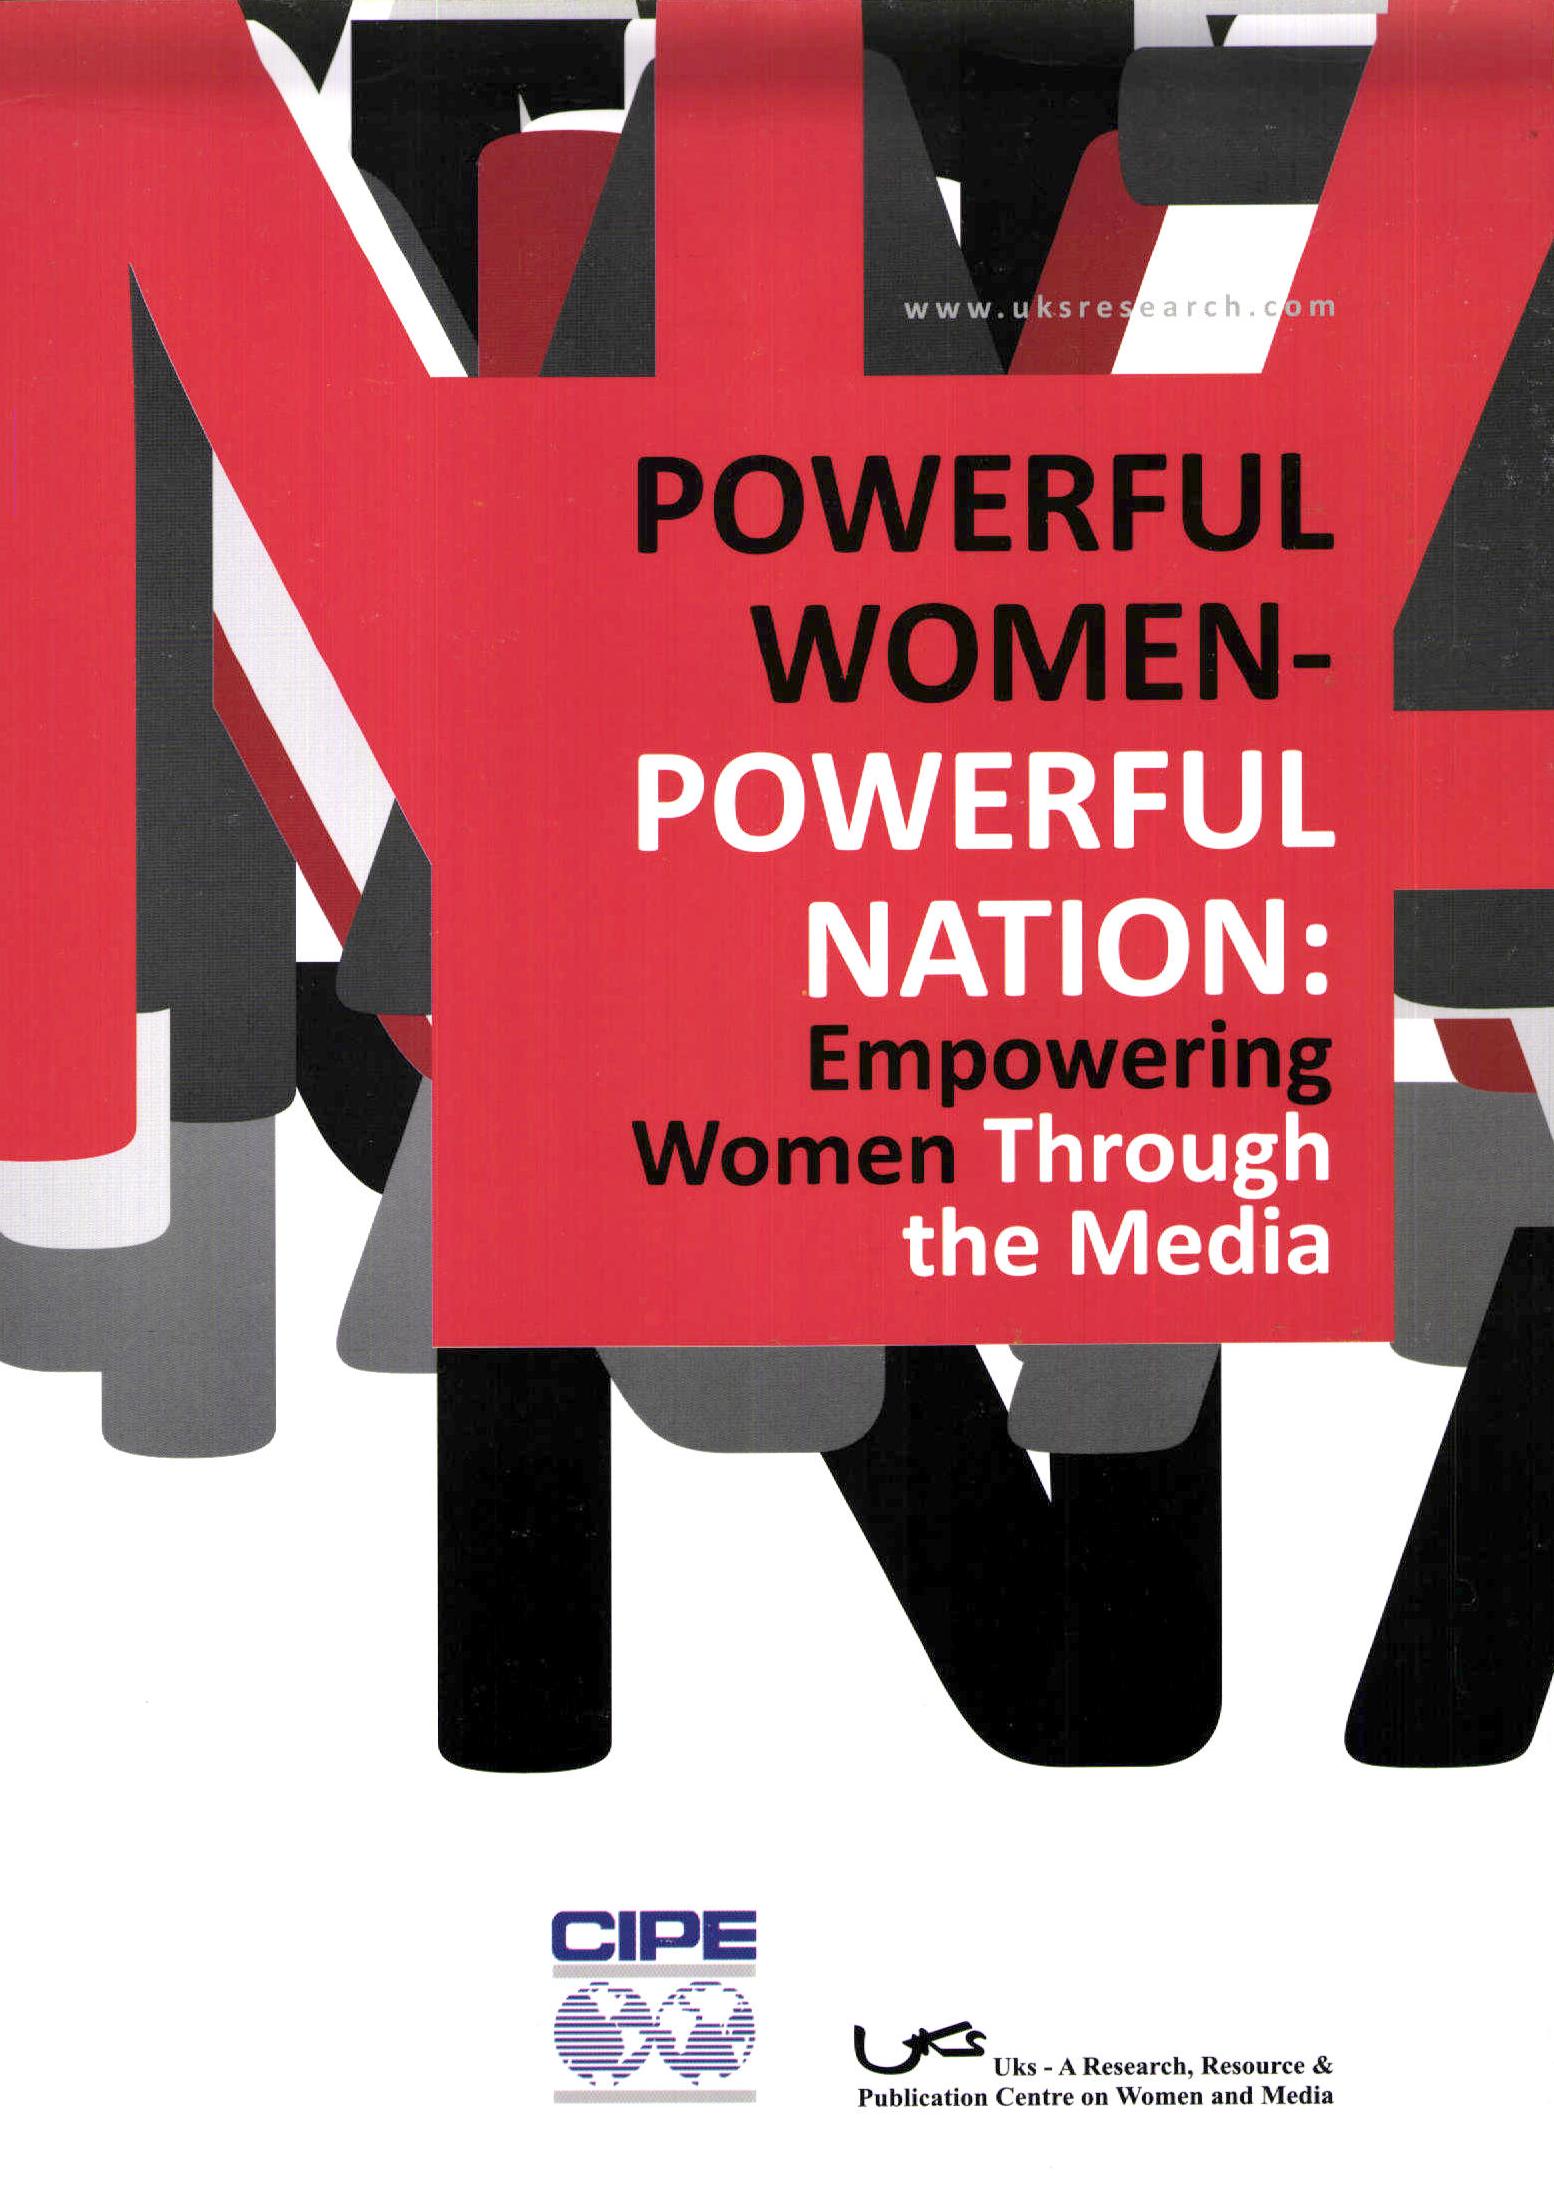 www.uksresearch.com
POWERFUL
WOMEN-
POWERFUL
NATION:
Empowering
Women Through
the Media
CIPE
Uks
Uks - A Research, Resource &
Publication Centre on Women and Media